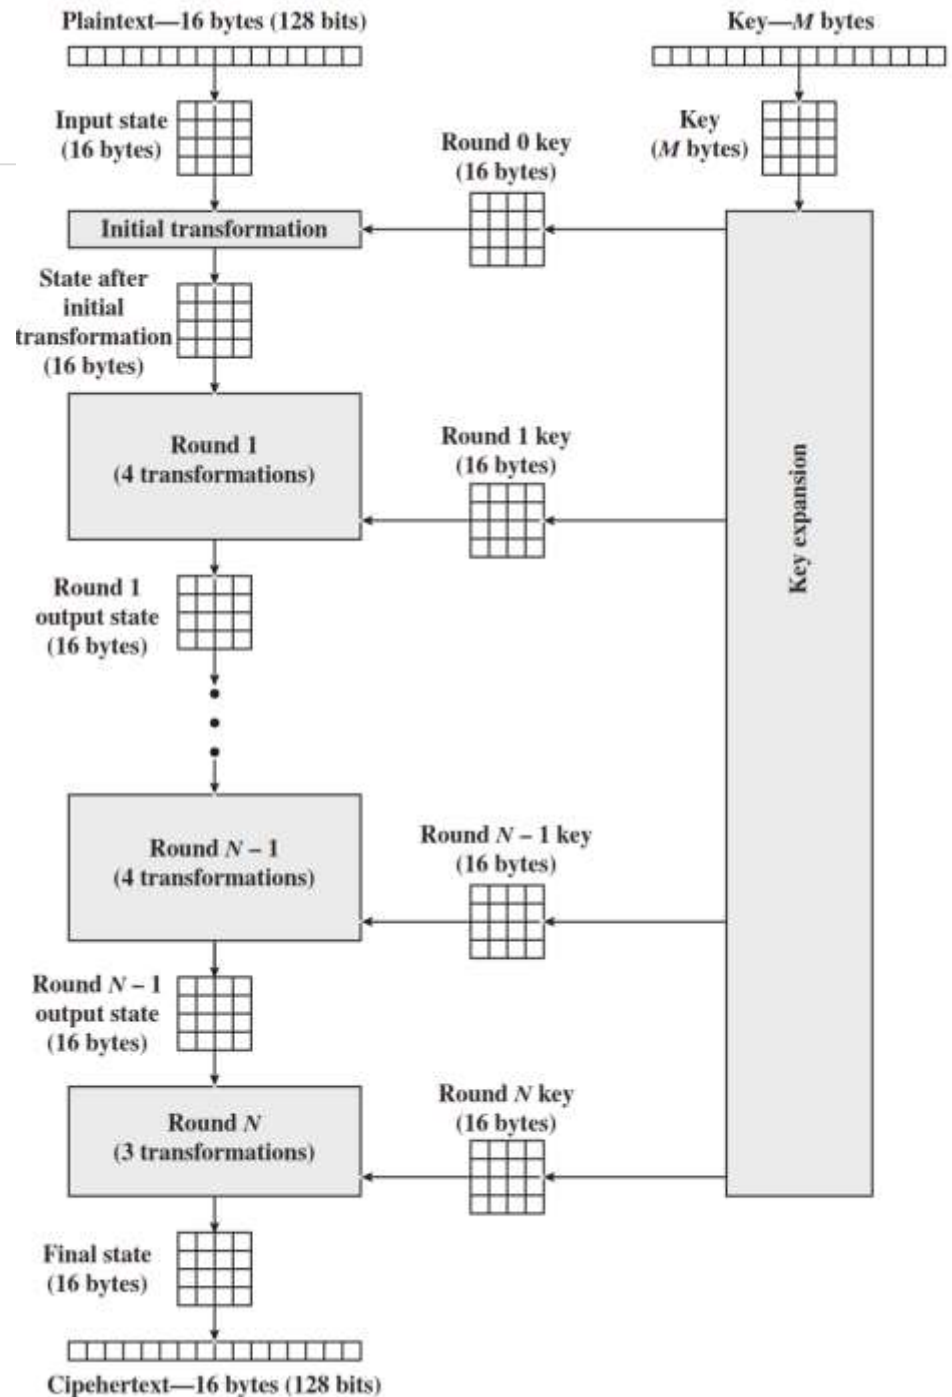 Plaintext—16 bytes (128 bits)
Key—M bytes
Input state
(16 bytes)
Key
(M bytes)
Round 0 key
(16 bytes)
Initial transformation
State after
initial
transformation
(16 bytes)
Round 1
(4 transformations)
Round 1 key
(16 bytes)
Key expansion
Round 1
output state
(16 bytes)
Round N – 1
(4 transformations)
Round N – 1 key
(16 bytes)
Round N – 1
output state
(16 bytes)
Round N
(3 transformations)
Round N key
(16 bytes)
Final state
(16 bytes)
Cipehertext—16 bytes (128 bits)